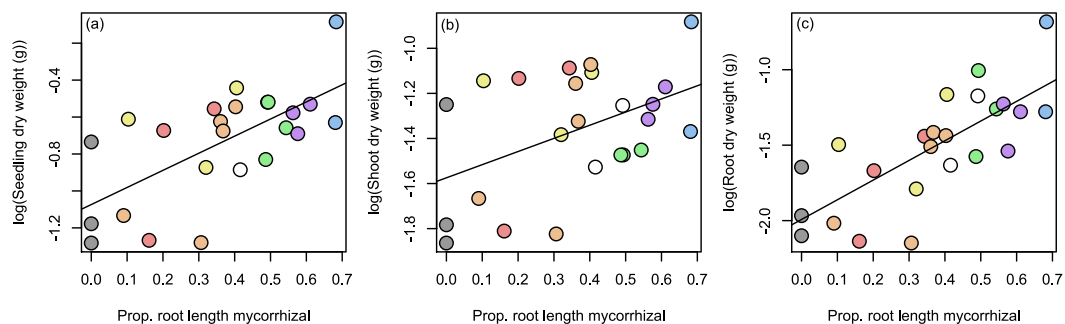 (a)
log(Seedling dry weight (g))
-0.4
-0.8
-1.2
0.0 0.1 0.2 0.3 0.4 0.5 0.6 0.7
Prop. root length mycorrhizal
(b)
log(Shoot dry weight (g))
-1.0
-1.2
-1.4
-1.6
-1.8
0.0 0.1 0.2 0.3 0.4 0.5 0.6 0.7
Prop. root length mycorrhizal
(c)
log(Root dry weight (g))
-1.0
-1.5
-2.0
0.0 0.1 0.2 0.3 0.4 0.5 0.6 0.7
Prop. root length mycorrhizal